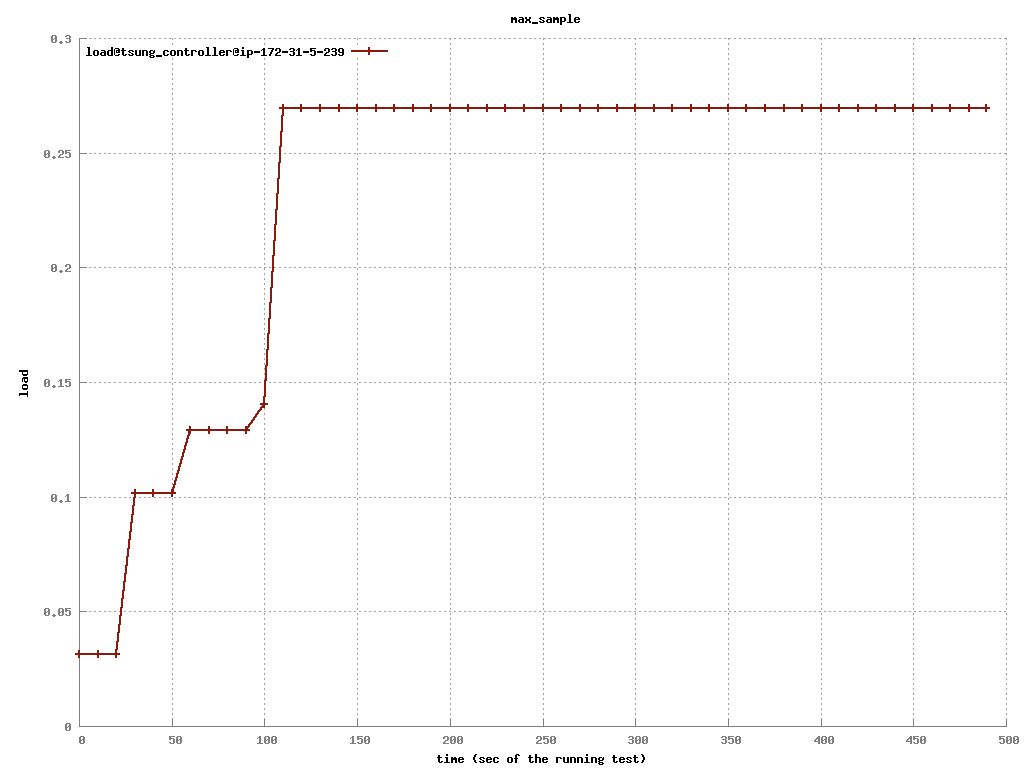 max_sample
load@tsung_controller@ip-172-31-5-239
0.3
0.25
0.2
0.15
0.1
0.05
0
load
0 50 100 150 200 250 300 350 400 450 500
time (sec of the running test)